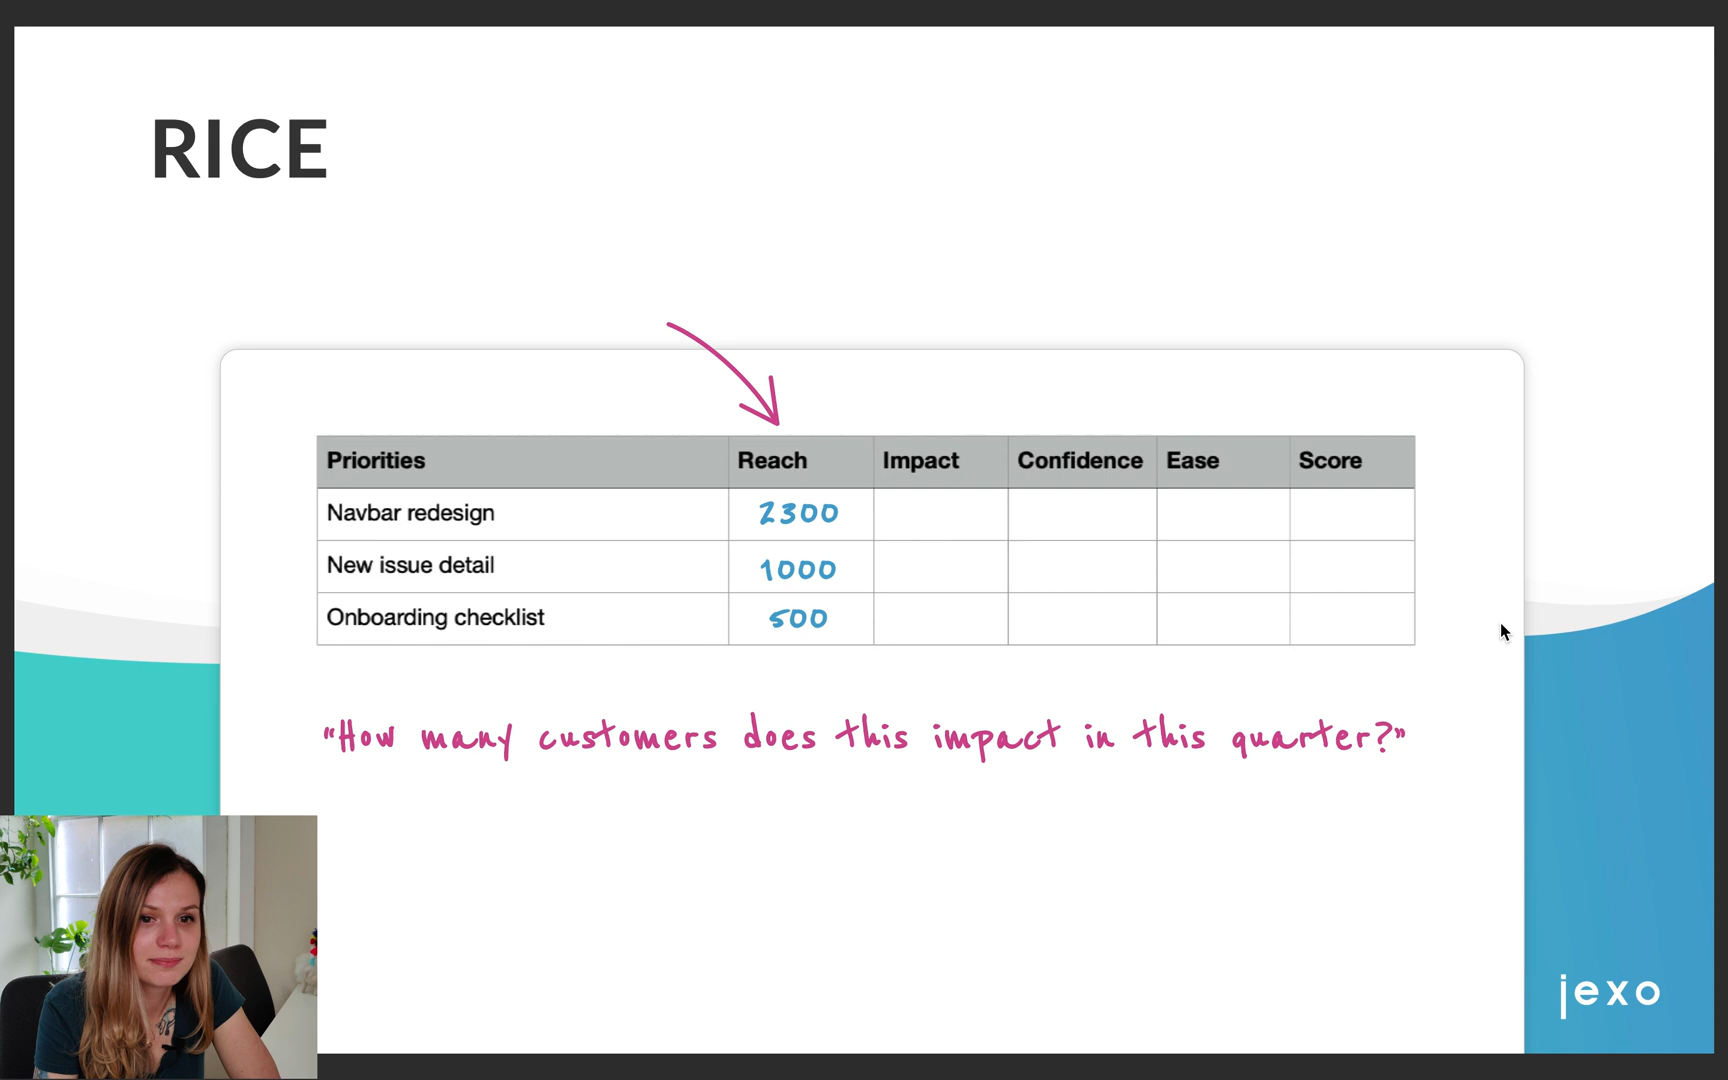 RICE
Priorities Reach Impact Confidence Ease Score
Navbar redesign 2300
New issue detail 1000
Onboarding checklist 500
"How many customers does this impact in this quarter?"
jexo